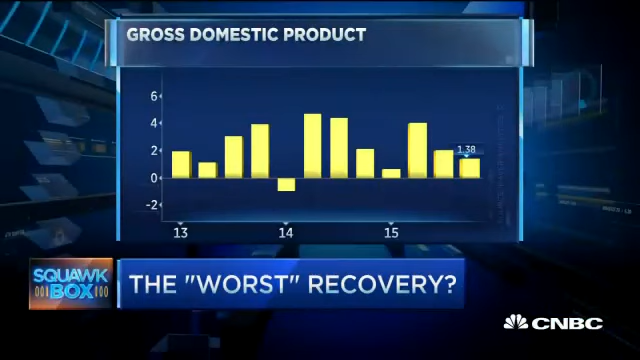 GROSS DOMESTIC PRODUCT
6
4
2
0
-2
1.38
13
14
15
SQUAWK
BOX
THE "WORST" RECOVERY?
CNBC